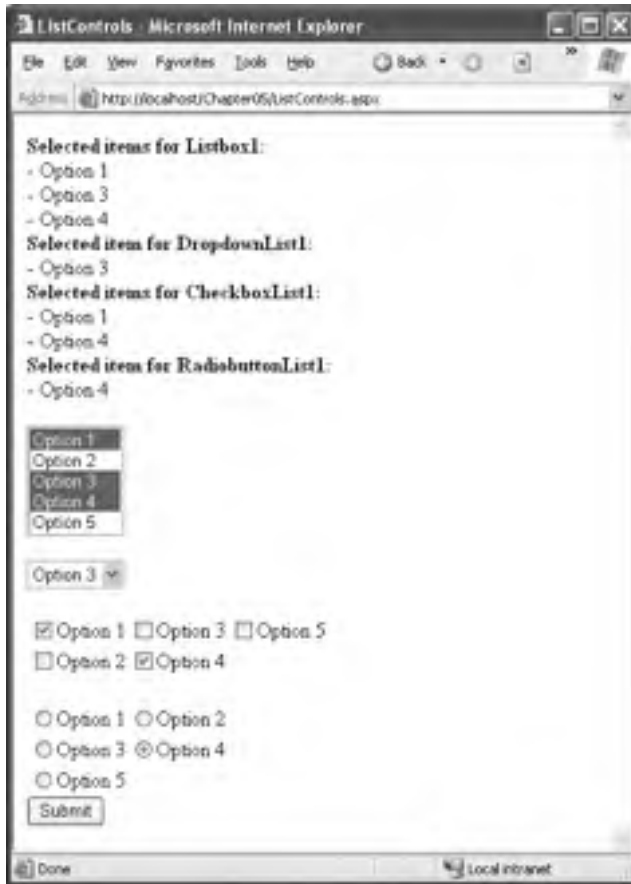 ListControls - Microsoft Internet Explorer
File Edit View Favorites Tools Help Back »
Address http://localhost/Chapter05/ListControls.aspx
Selected items for Listbox1:
- Option 1
- Option 3
- Option 4
Selected item for DropdownList1:
- Option 3
Selected items for CheckboxList1:
- Option 1
- Option 4
Selected item for RadiobuttonList1:
- Option 4
Option 1
Option 2
Option 3
Option 4
Option 5
Option 3
Option 1 Option 3 Option 5
Option 2 Option 4
Option 1 Option 2
Option 3 Option 4
Option 5
Submit
Done Local intranet